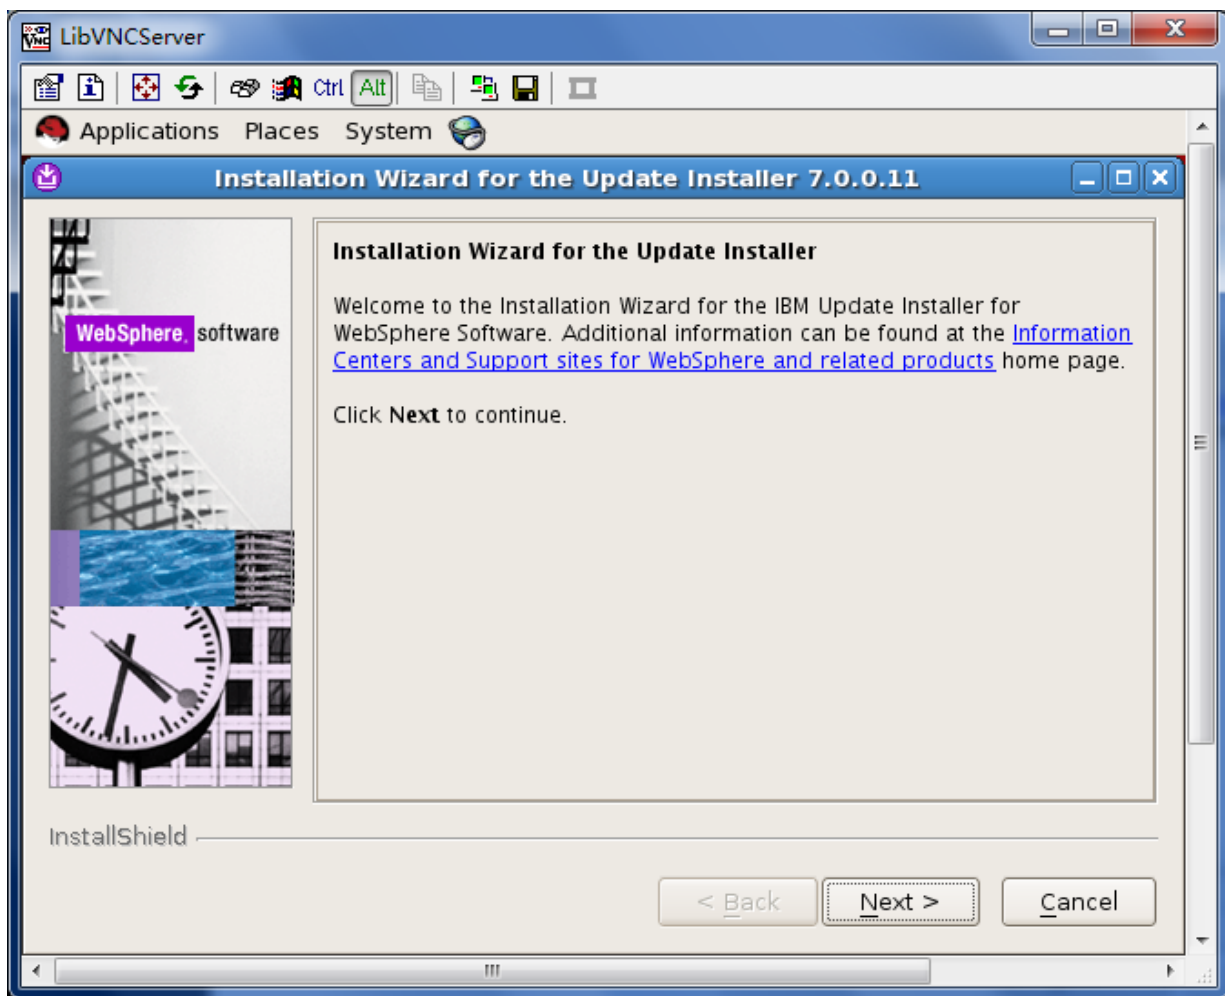 LibVNCServer
Ctrl Alt
Applications Places System
Installation Wizard for the Update Installer 7.0.0.11
WebSphere. software
Installation Wizard for the Update Installer
Welcome to the Installation Wizard for the IBM Update Installer for
WebSphere Software. Additional information can be found at the Information
Centers and Support sites for WebSphere and related products home page.
Click Next to continue.
InstallShield
< Back Next > Cancel